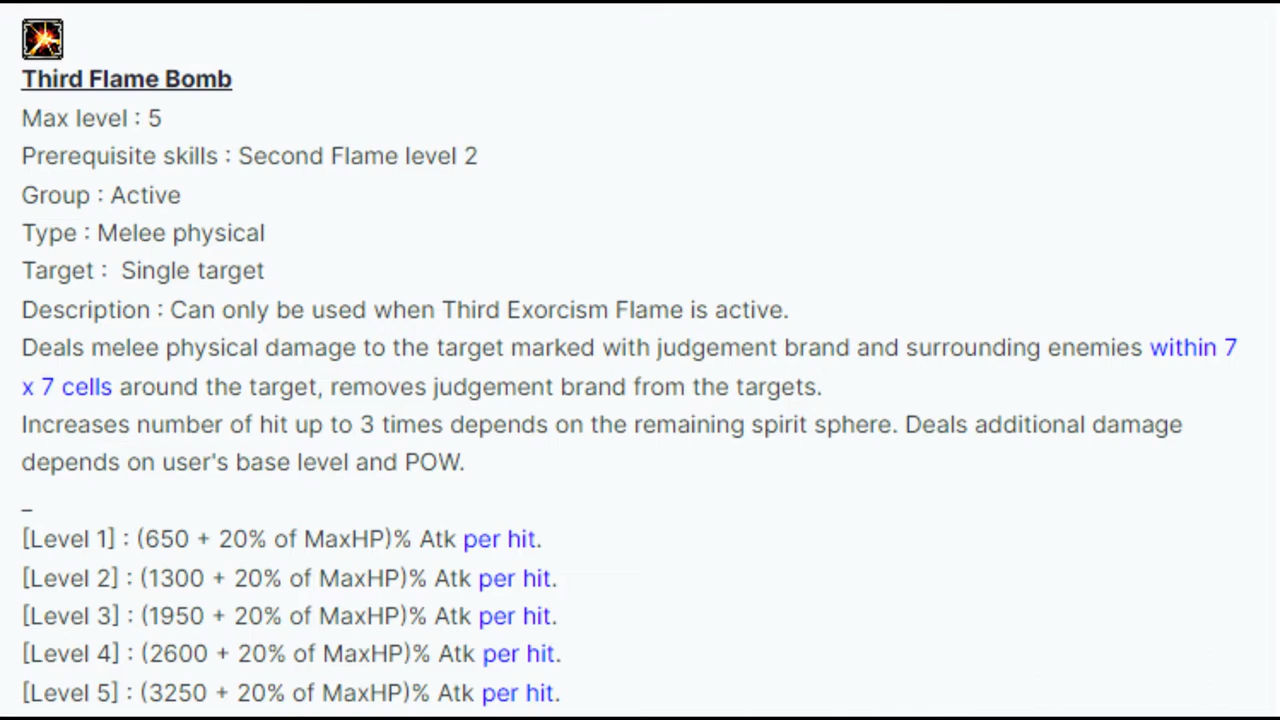 Third Flame Bomb
Max level : 5
Prerequisite skills : Second Flame level 2
Group : Active
Type : Melee physical
Target :  Single target
Description : Can only be used when Third Exorcism Flame is active.
Deals melee physical damage to the target marked with judgement brand and surrounding enemies within 7
x 7 cells around the target, removes judgement brand from the targets.
Increases number of hit up to 3 times depends on the remaining spirit sphere. Deals additional damage
depends on user's base level and POW.
_
[Level 1] : (650 + 20% of MaxHP)% Atk per hit.
[Level 2] : (1300 + 20% of MaxHP)% Atk per hit.
[Level 3] : (1950 + 20% of MaxHP)% Atk per hit.
[Level 4] : (2600 + 20% of MaxHP)% Atk per hit.
[Level 5] : (3250 + 20% of MaxHP)% Atk per hit.